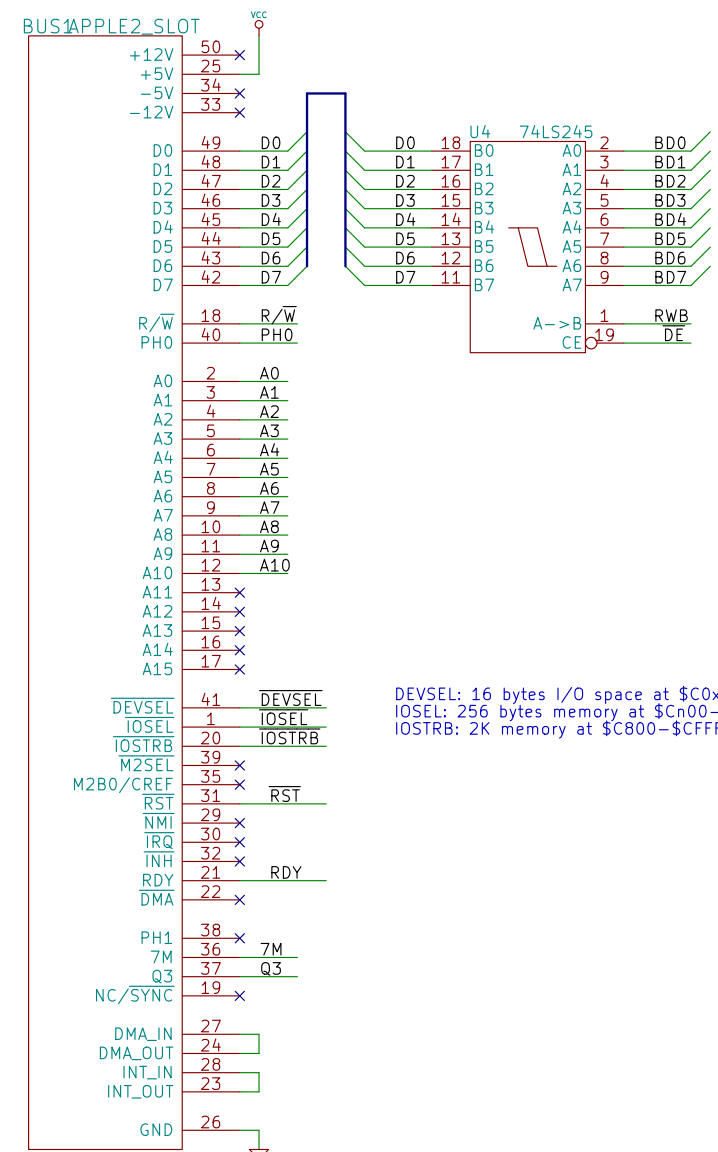 VCC
BUS1 APPLE2_SLOT
+12V 50
+5V 25
-5V 34
-12V 33
U4 74LS245
D0 49 D0 D0 18 B0 A0 2 BD0
D1 48 D1 D1 17 B1 A1 3 BD1
D2 47 D2 D2 16 B2 A2 4 BD2
D3 46 D3 D3 15 B3 A3 5 BD3
D4 45 D4 D4 14 B4 A4 6 BD4
D5 44 D5 D5 13 B5 A5 7 BD5
D6 43 D6 D6 12 B6 A6 8 BD6
D7 42 D7 D7 11 B7 A7 9 BD7
R/W 18 R/W A->B 1 RWB
PH0 40 PH0 CE 19 DE
A0 2 A0
A1 3 A1
A2 4 A2
A3 5 A3
A4 6 A4
A5 7 A5
A6 8 A6
A7 9 A7
A8 10 A8
A9 11 A9
A10 12 A10
A11 13
A12 14
A13 15
A14 16
A15 17
DEVSEL 41 DEVSEL
IOSEL 1 IOSEL
IOSTRB 20 IOSTRB
DEVSEL: 16 bytes I/O space at $C0x
IOSEL: 256 bytes memory at $Cn00-
IOSTRB: 2K memory at $C800-$CFFF
M2SEL 39
M2B0/CREF 35
RST 31 RST
NMI 29
IRQ 30
INH 32
RDY 21 RDY
DMA 22
PH1 38
7M 36 7M
Q3 37 Q3
NC/SYNC 19
DMA_IN 27
DMA_OUT 24
INT_IN 28
INT_OUT 23
GND 26